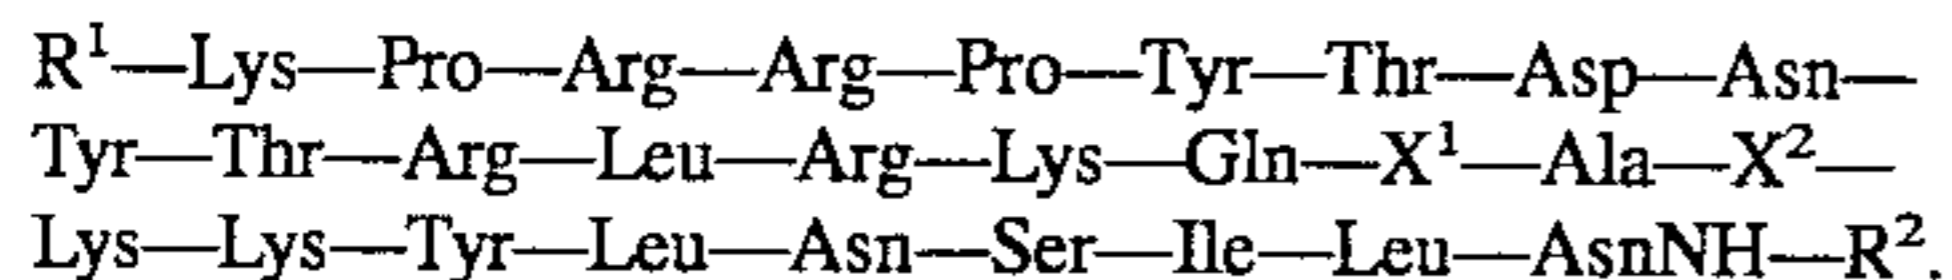 R¹—Lys—Pro—Arg—Arg—Pro—Tyr—Thr—Asp—Asn—
Tyr—Thr—Arg—Leu—Arg—Lys—Gln—X¹—Ala—X²—
Lys—Lys—Tyr—Leu—Asn—Ser—Ile—Leu—AsnNH—R².